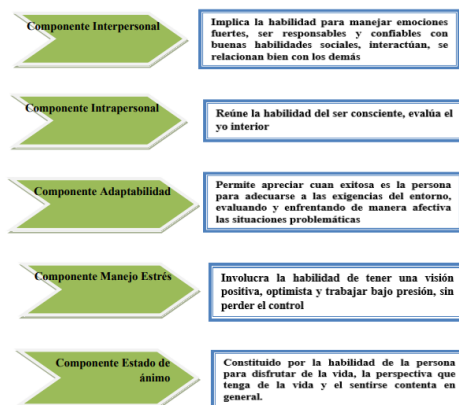 Componente Interpersonal
Implica la habilidad para manejar emociones
fuertes, ser responsables y confiables con
buenas habilidades sociales, interactúan, se
relacionan bien con los demás
Componente Intrapersonal
Reúne la habilidad del ser consciente, evalúa el
yo interior
Componente Adaptabilidad
Permite apreciar cuan exitosa es la persona
para adecuarse a las exigencias del entorno,
evaluando y enfrentando de manera afectiva
las situaciones problemáticas
Componente Manejo Estrés
Involucra la habilidad de tener una visión
positiva, optimista y trabajar bajo presión, sin
perder el control
Componente Estado de
ánimo
Constituido por la habilidad de la persona
para disfrutar de la vida, la perspectiva que
tenga de la vida y el sentirse contenta en
general.